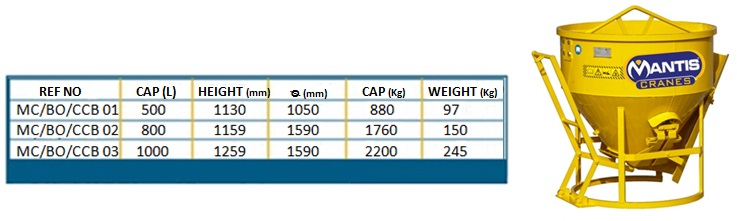 REF NO CAP (L) HEIGHT (mm) ᴓ (mm) CAP (Kg) WEIGHT (Kg)
MC/BO/CCB 01 500 1130 1050 880 97
MC/BO/CCB 02 800 1159 1590 1760 150
MC/BO/CCB 03 1000 1259 1590 2200 245
MANTIS
CRANES